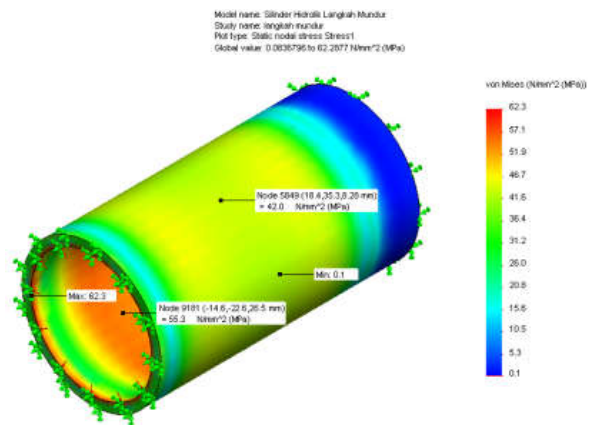 Model name: Silinder Hidrolik Langkah Mundur
Study name: langkah mundur
Plot type: Static nodal stress Stress1
Global value: 0.0836796 to 62.2877 N/mm^2 (MPa)
von Mises (N/mm^2 (MPa))
62.3
57.1
51.9
46.7
41.6
36.4
31.2
26.0
20.8
15.6
10.5
5.3
0.1
Node 5849 (18.4,35.3,8.28 mm)
= 42.0 N/mm^2 (MPa)
Min: 0.1
Max: 62.3
Node 9181 (-14.6,-22.6,26.5 mm)
= 55.3 N/mm^2 (MPa)